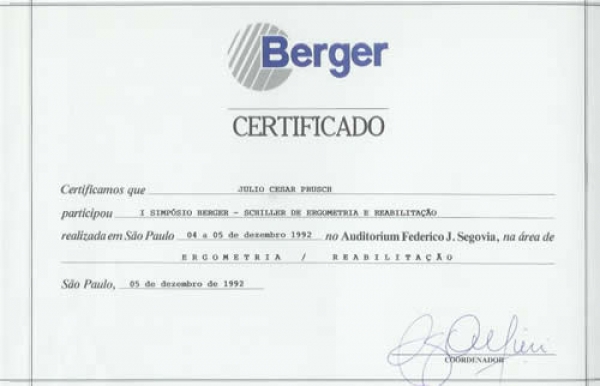 Berger
CERTIFICADO
Certificamos que JULIO CESAR PRUSCH
participou I SIMPÓSIO BERGER - SCHILLER DE ERGOMETRIA E REABILITAÇÃO
realizada em São Paulo 04 a 05 de dezembro 1992 no Auditorium Federico J. Segovia, na área de
ERGOMETRIA / REABILITAÇÃO
São Paulo, 05 de dezembro de 1992
COORDENADOR